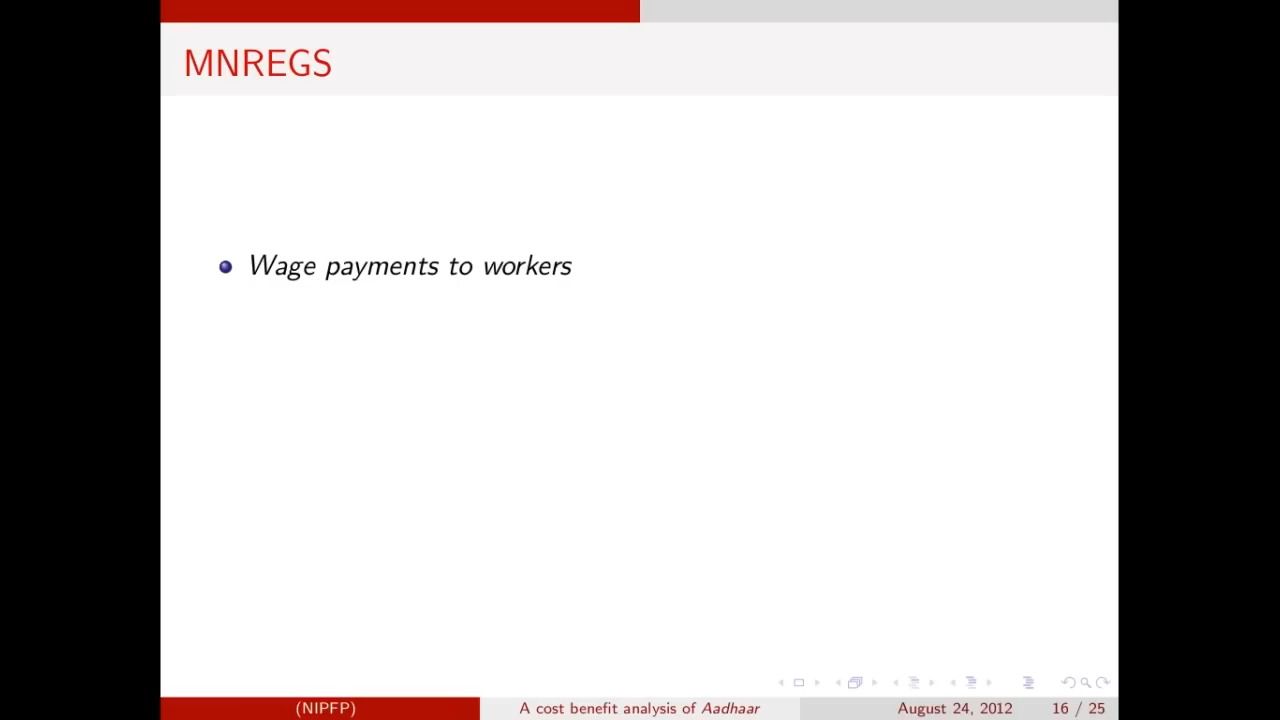 MNREGS
Wage payments to workers
(NIPFP)
A cost benefit analysis of Aadhaar
August 24, 2012
16 / 25